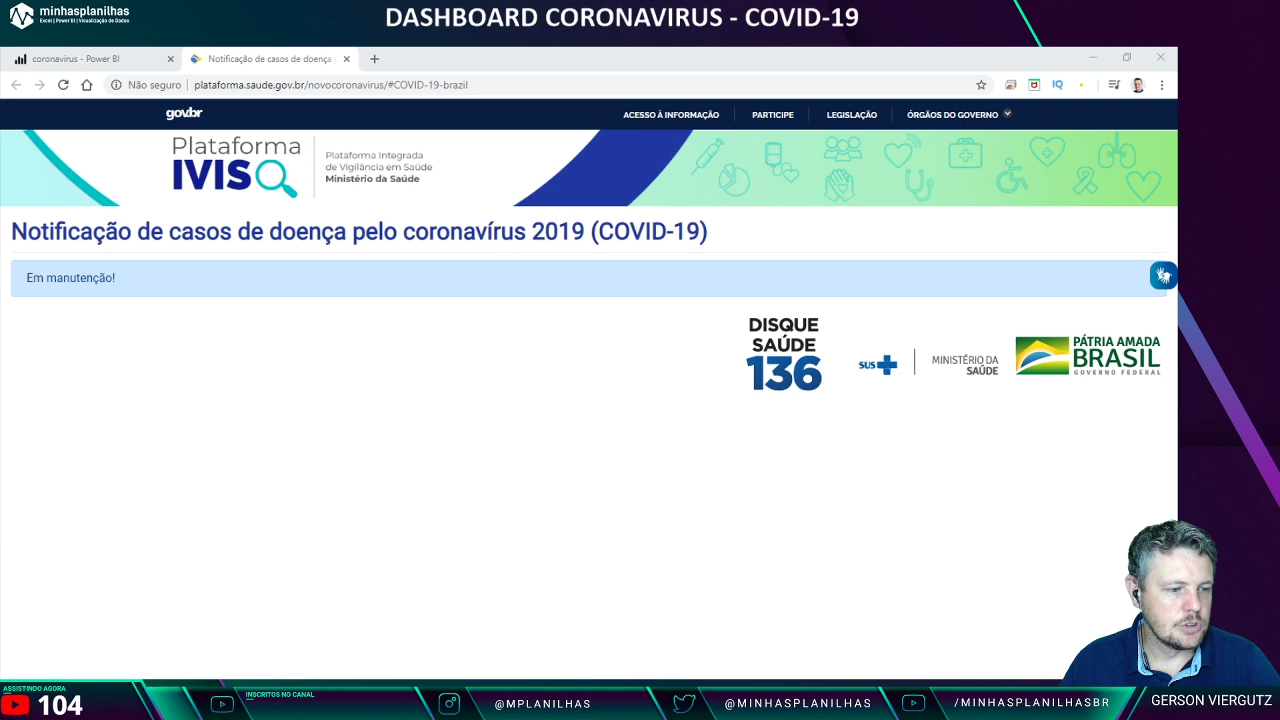 minhasplanilhas
Excel | Power BI | Visualização de Dados
DASHBOARD CORONAVIRUS - COVID-19
coronavirus - Power BI
Notificação de casos de doença
Não seguro
plataforma.saude.gov.br/novocoronavirus/#COVID-19-brazil
IQ
gov.br
ACESSO À INFORMAÇÃO
PARTICIPE
LEGISLAÇÃO
ÓRGÃOS DO GOVERNO
Plataforma
IVIS
Plataforma Integrada
de Vigilância em Saúde
Ministério da Saúde
Notificação de casos de doença pelo coronavírus 2019 (COVID-19)
Em manutenção!
DISQUE
SAÚDE
136
SUS
MINISTÉRIO DA
SAÚDE
PÁTRIA AMADA
BRASIL
GOVERNO FEDERAL
ASSISTINDO AGORA
104
INSCRITOS NO CANAL
@MPLANILHAS
@MINHASPLANILHAS
/MINHASPLANILHASBR
GERSON VIERGUTZ